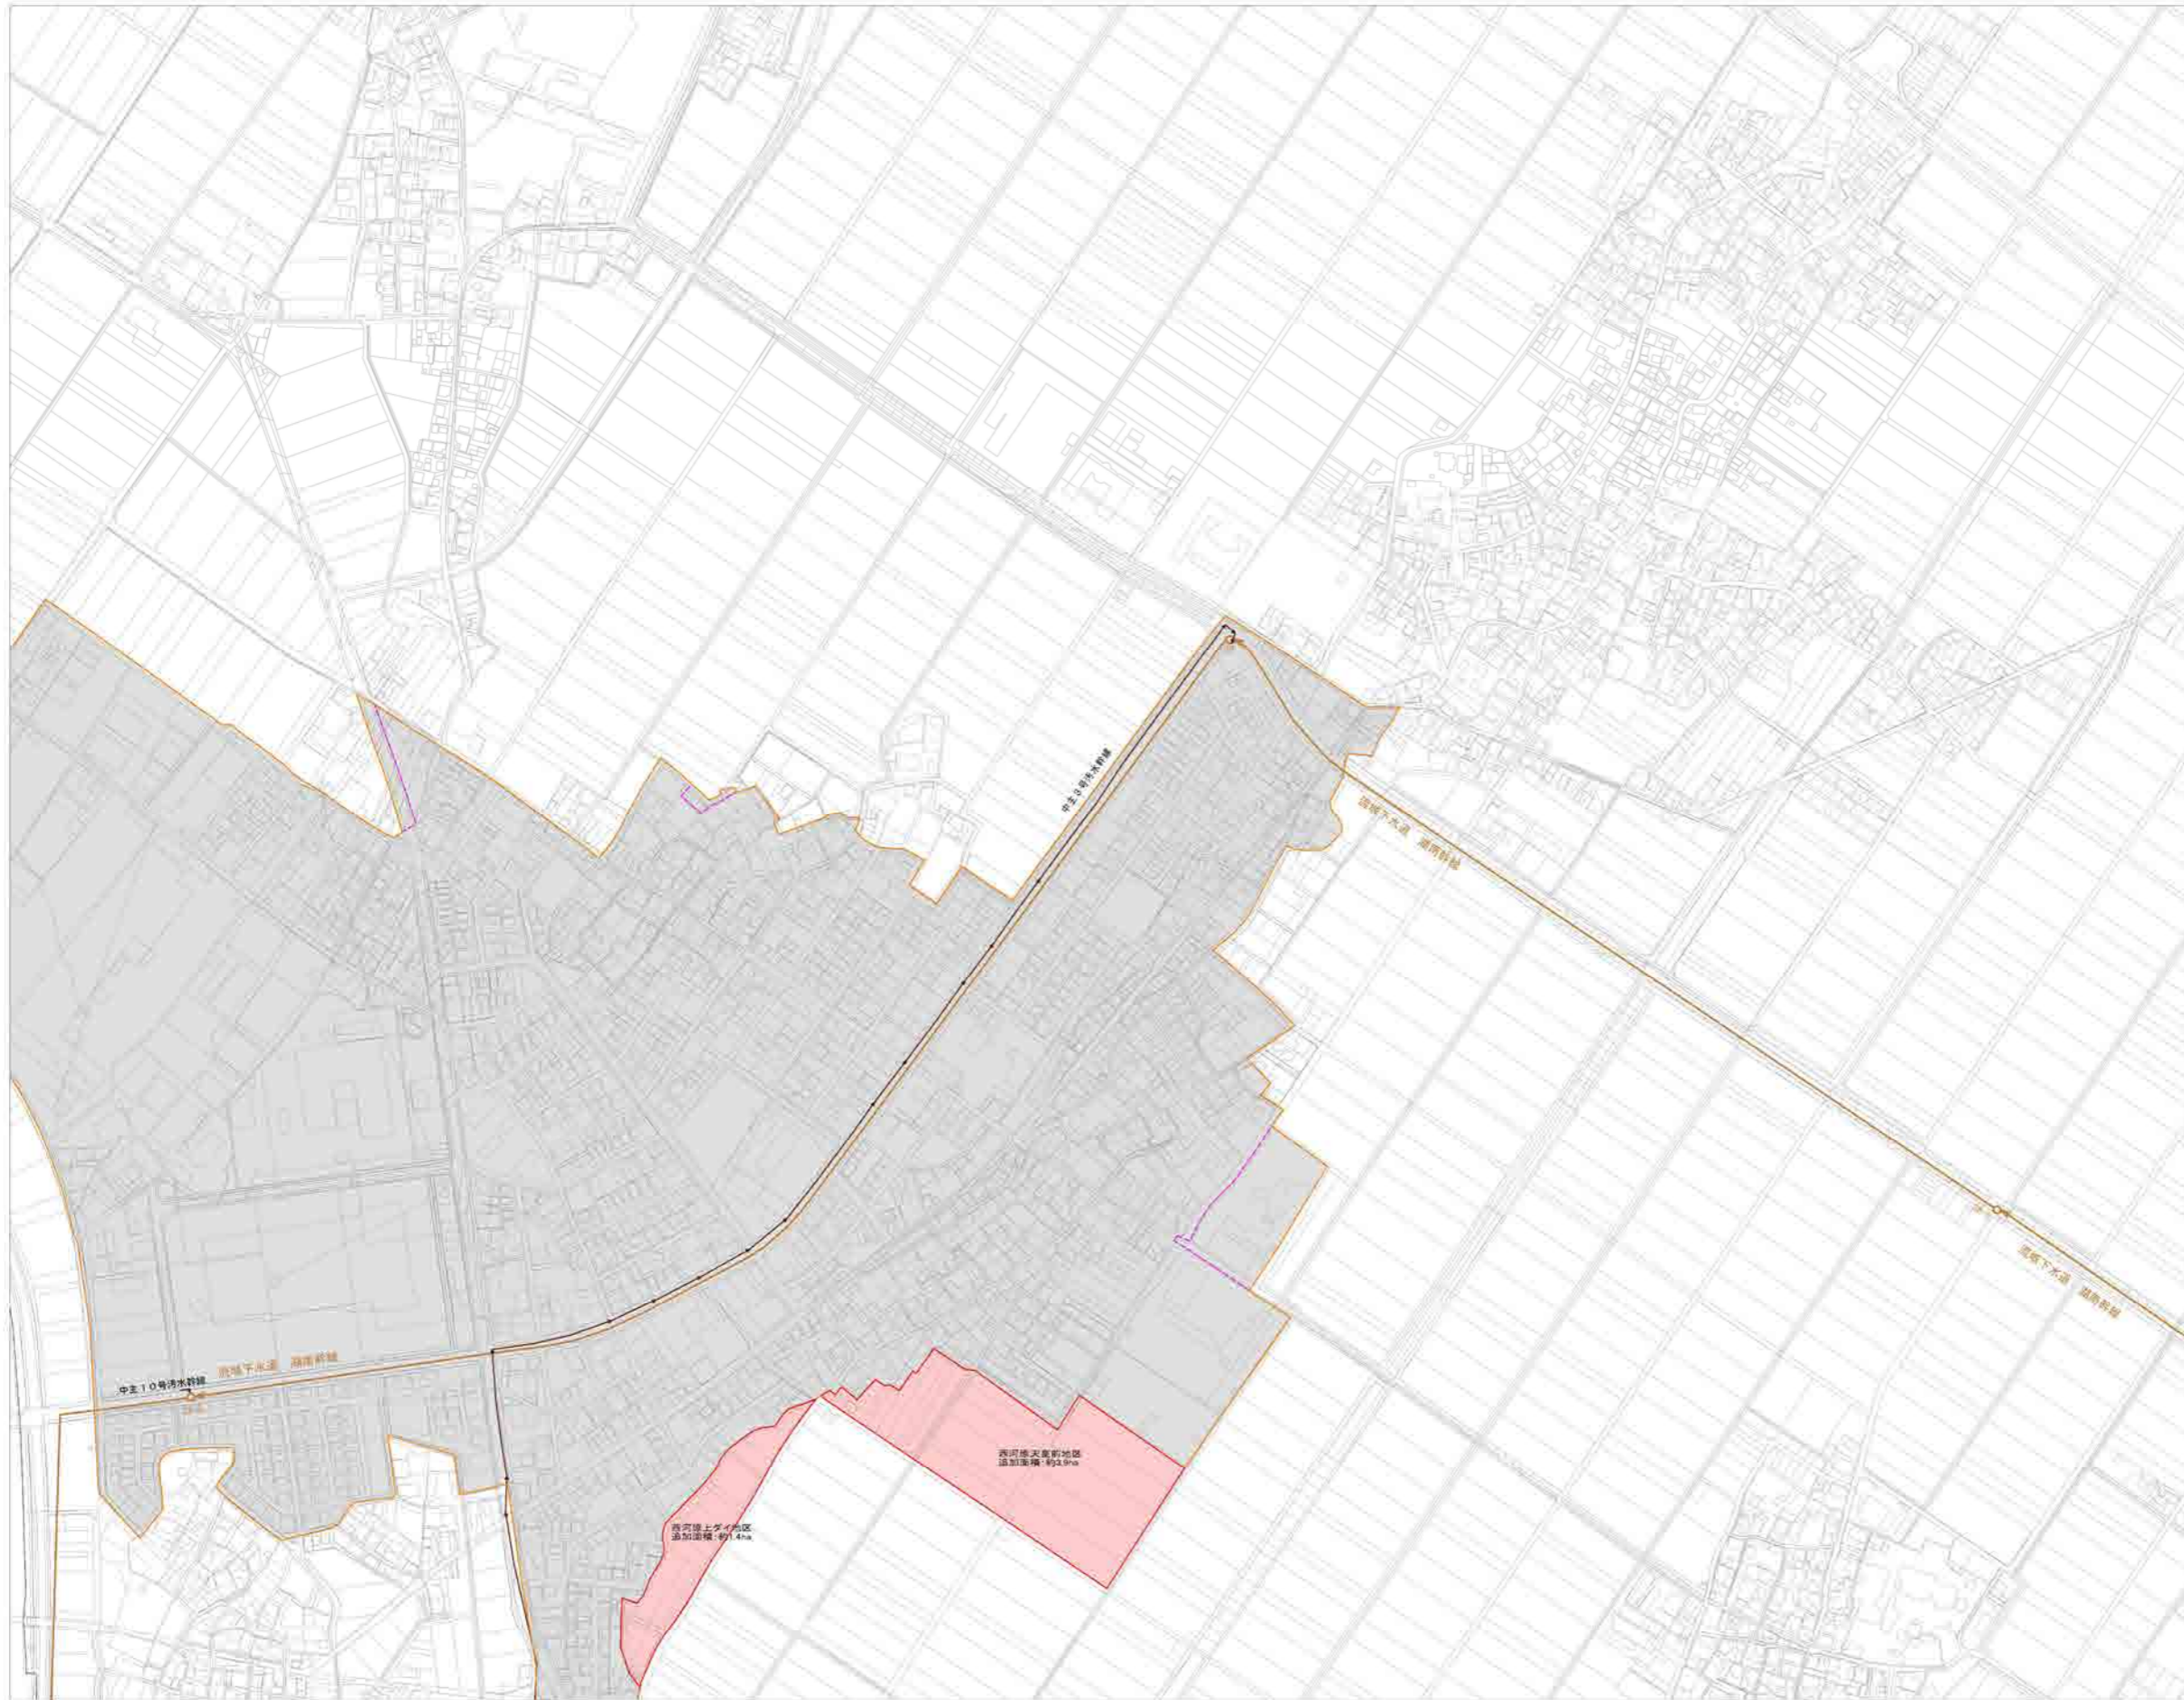 中主3号汚水幹線
流域下水道 湖南幹線
流域下水道 湖南幹線
流域下水道 湖南幹線
中主10号汚水幹線
西河原天皇前地区
追加面積:約3.9ha
西河原上ダイ地区
追加面積:約1.4ha